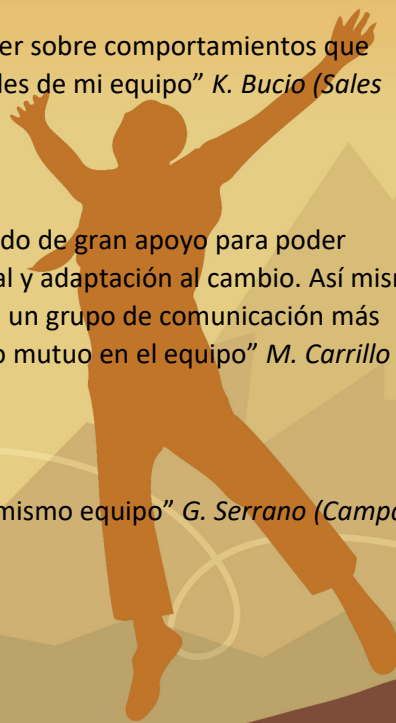 er sobre comportamientos que
les de mi equipo” K. Bucio (Sales
do de gran apoyo para poder
al y adaptación al cambio. Así mism
un grupo de comunicación más
o mutuo en el equipo” M. Carrillo
mismo equipo” G. Serrano (Campo